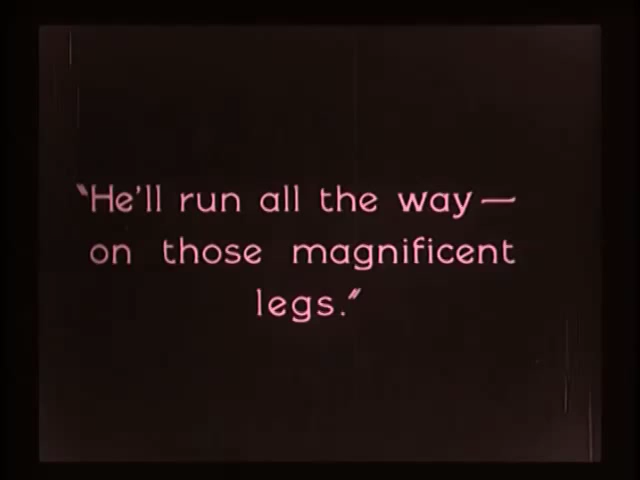 "He'll run all the way—
on those magnificent
legs."